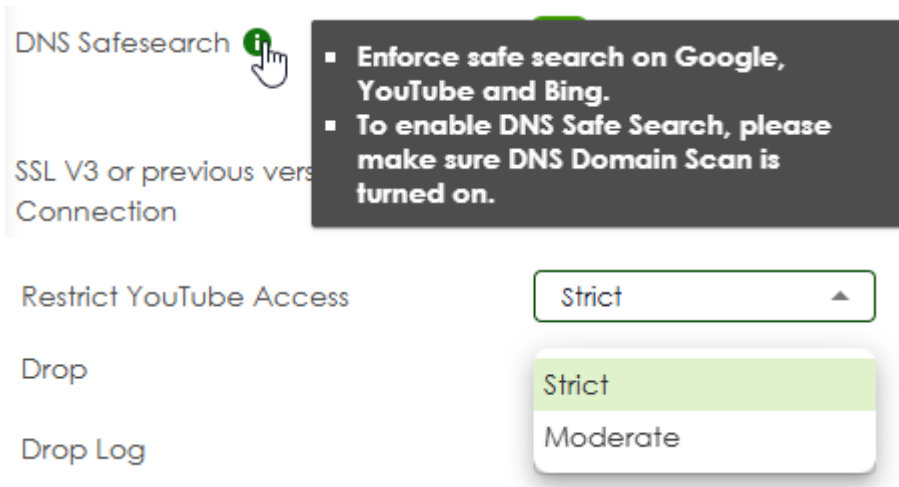 DNS Safesearch
▪ Enforce safe search on Google,
YouTube and Bing.
▪ To enable DNS Safe Search, please
make sure DNS Domain Scan is
turned on.
SSL V3 or previous vers
Connection
Restrict YouTube Access
Strict
Drop
Strict
Moderate
Drop Log